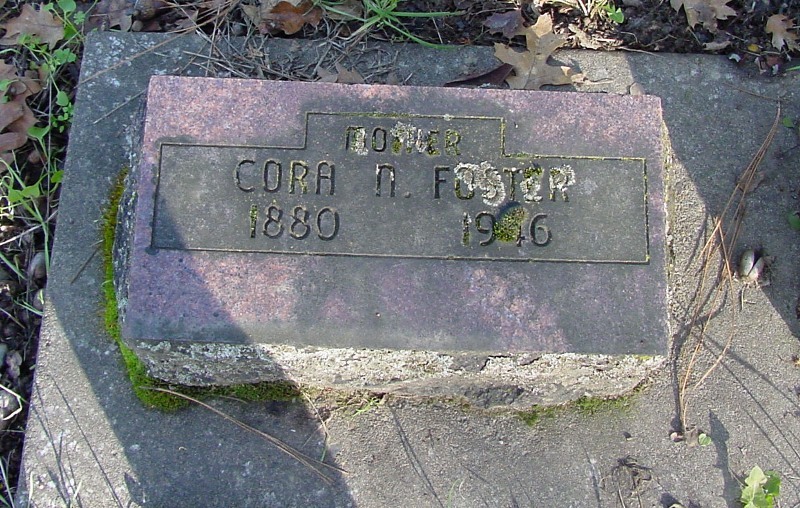 MOTHER
CORA N. FOSTER
1880 1946